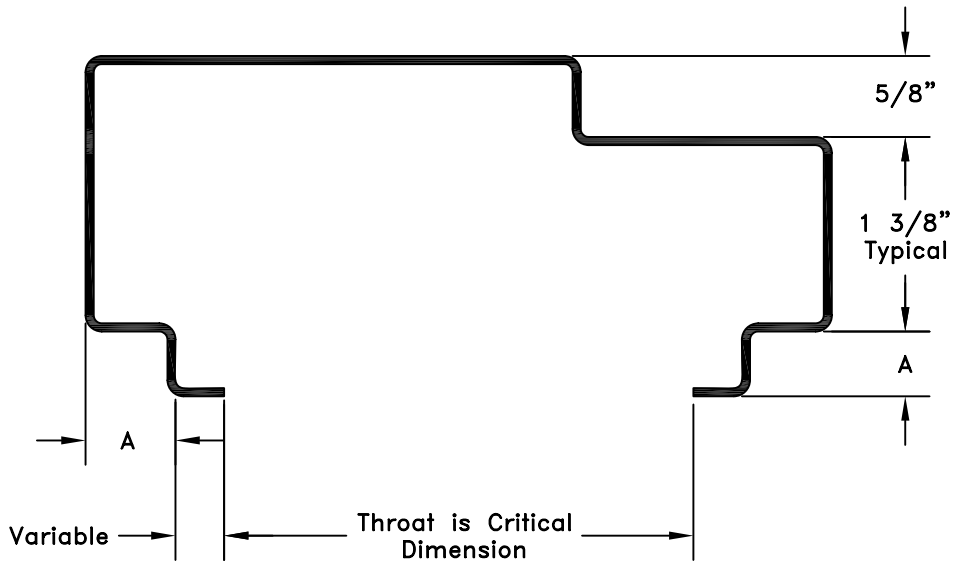 5/8”
1 3/8”
Typical
A
A
Variable
Throat is Critical
Dimension